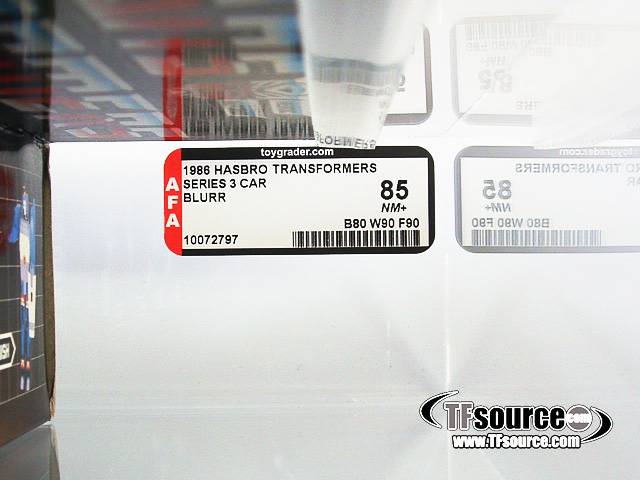 toygrader.com
AFA
1986 HASBRO TRANSFORMERS
SERIES 3 CAR
BLURR
85
NM+
B80 W90 F90
10072797
TFsource.com
www.TFsource.com